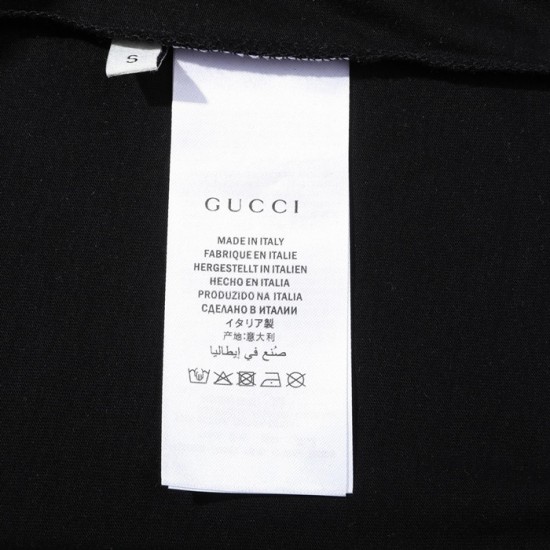 S
GUCCI
MADE IN ITALY
FABRIQUE EN ITALIE
HERGESTELLT IN ITALIEN
HECHO EN ITALIA
PRODUZIDO NA ITALIA
СДЕЛАНО В ИТАЛИИ
イタリア製
产地:意大利
صُنع في إيطاليا